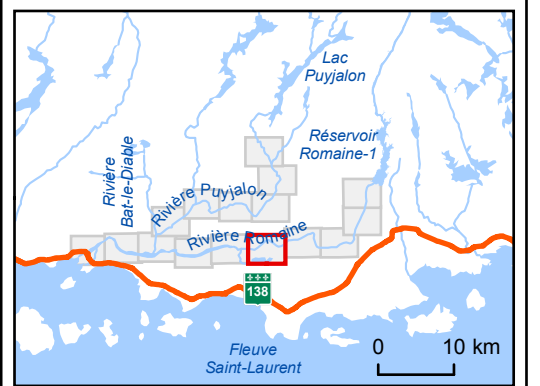 Lac
Puyjalon
Réservoir
Romaine-1
Rivière
Bat-le-Diable
Rivière Puyjalon
Rivière Romaine
138
Fleuve
Saint-Laurent
0 10 km